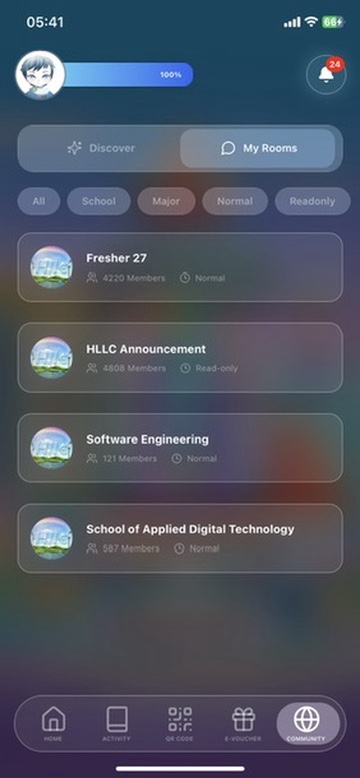 05:41
66
100%
24
Discover
My Rooms
All
School
Major
Normal
Readonly
Fresher 27
4220 Members
Normal
HLLC Announcement
4808 Members
Read-only
Software Engineering
121 Members
Normal
School of Applied Digital Technology
587 Members
Normal
HOME
ACTIVITY
QR CODE
E-VOUCHER
COMMUNITY